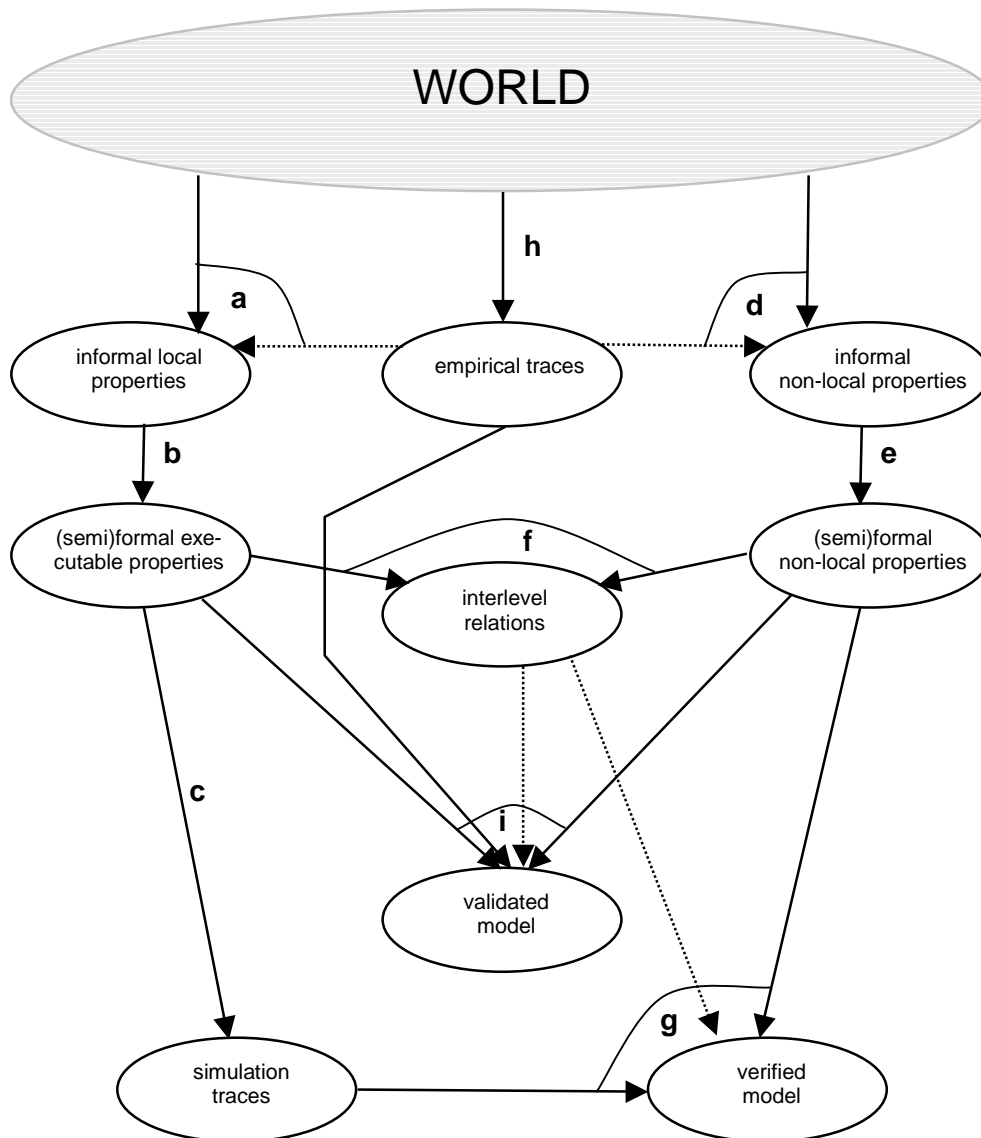 WORLD
h
a
d
informal local
properties
empirical traces
informal
non-local properties
b
e
(semi)formal exe-
cutable properties
f
(semi)formal
non-local properties
interlevel
relations
c
i
validated
model
g
simulation
traces
verified
model